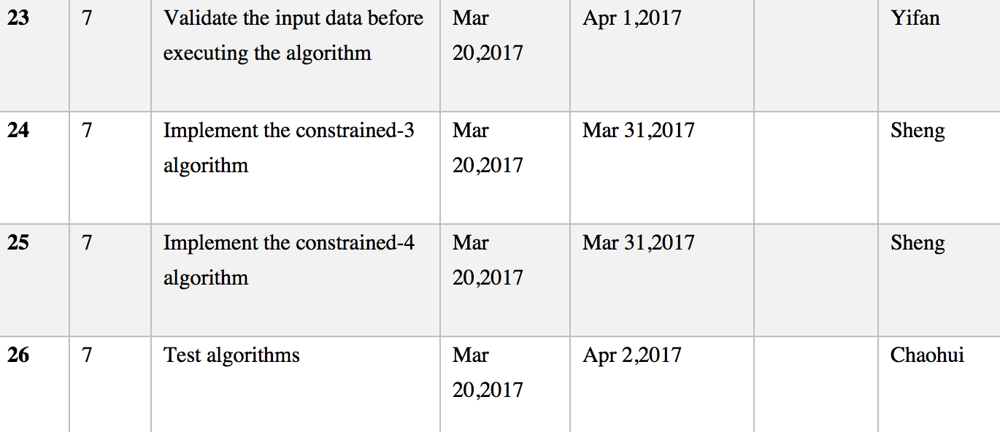 23 7 Validate the input data before Mar Apr 1,2017 Yifan
executing the algorithm 20,2017
24 7 Implement the constrained-3 Mar Mar 31,2017 Sheng
algorithm 20,2017
25 7 Implement the constrained-4 Mar Mar 31,2017 Sheng
algorithm 20,2017
26 7 Test algorithms Mar Apr 2,2017 Chaohui
20,2017